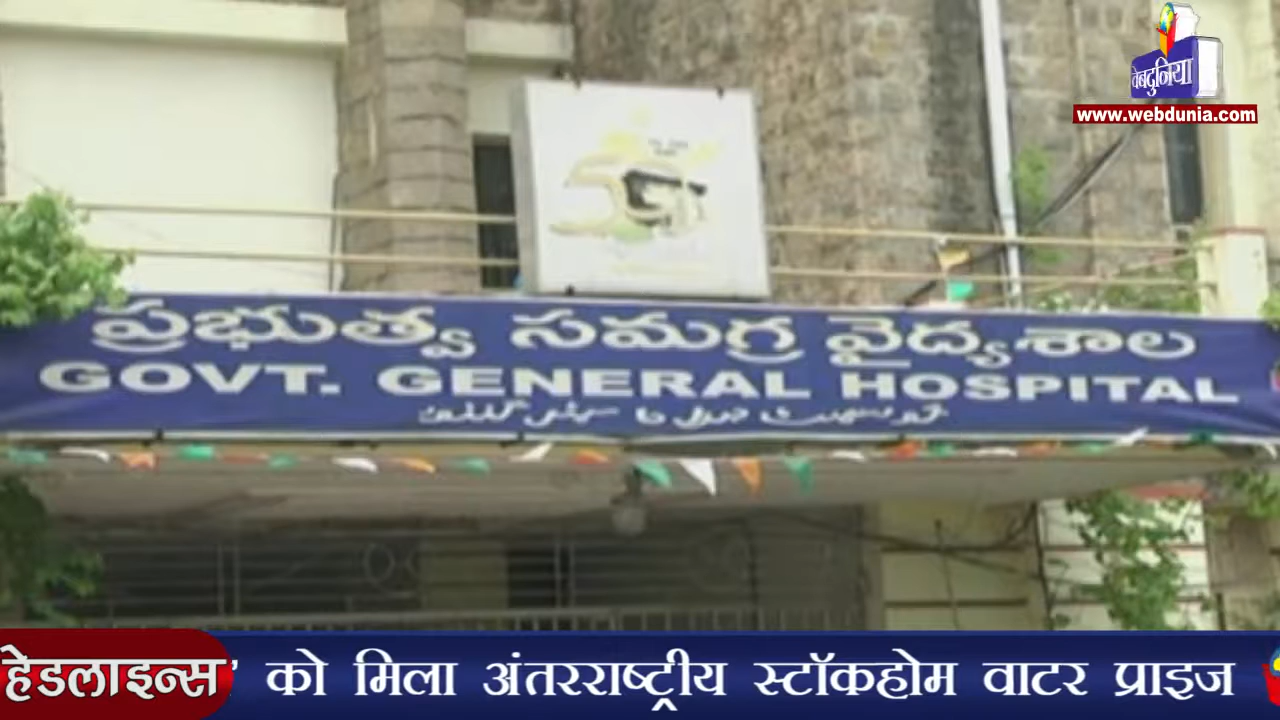 वेबदुनिया
www.webdunia.com
ప్రభుత్వ సమగ్ర వైద్యశాల
GOVT. GENERAL HOSPITAL
हेडलाइन्स ' को मिला अंतरराष्ट्रीय स्टॉकहोम वाटर प्राइज